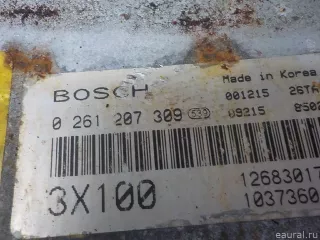 BOSCH
Made in Korea
001215
0 261 207 309
09215
3X100
12683017
1037360
eaural.ru